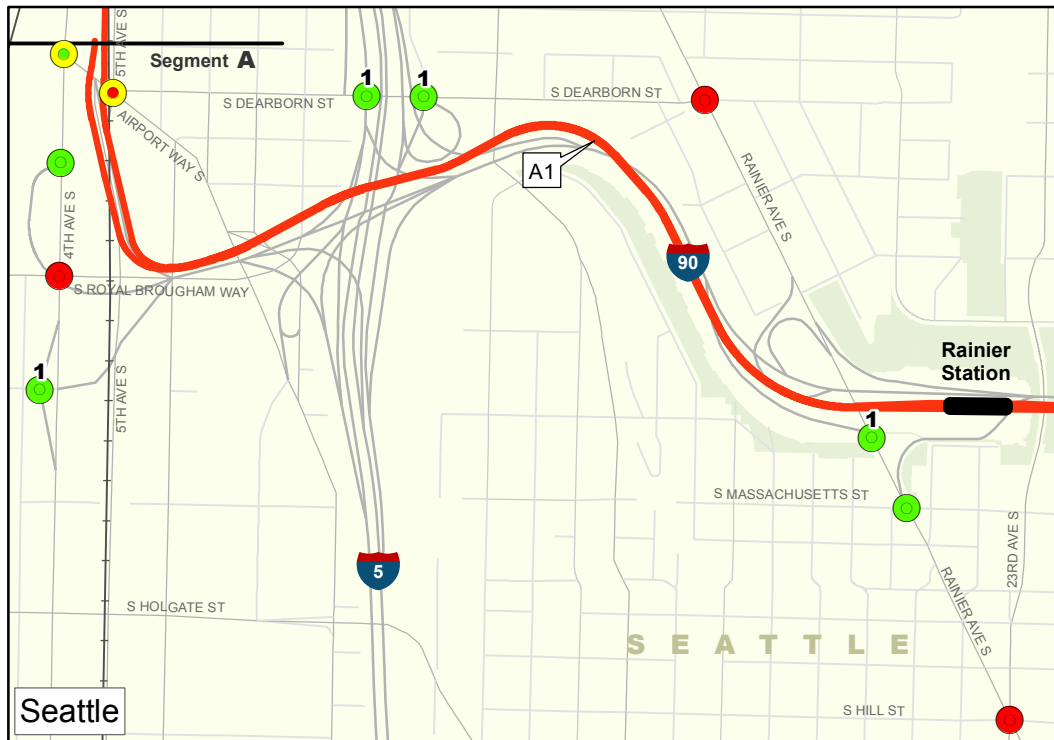 5TH AVE S
Segment A
1
1
S DEARBORN ST
S DEARBORN ST
AIRPORT WAY S
A1
RAINIER AVE S
4TH AVE S
90
S ROYAL BROUGHAM WAY
1
5TH AVE S
Rainier
Station
1
S MASSACHUSETTS ST
5
23RD AVE S
RAINIER AVE S
S HOLGATE ST
SEATTLE
Seattle
S HILL ST